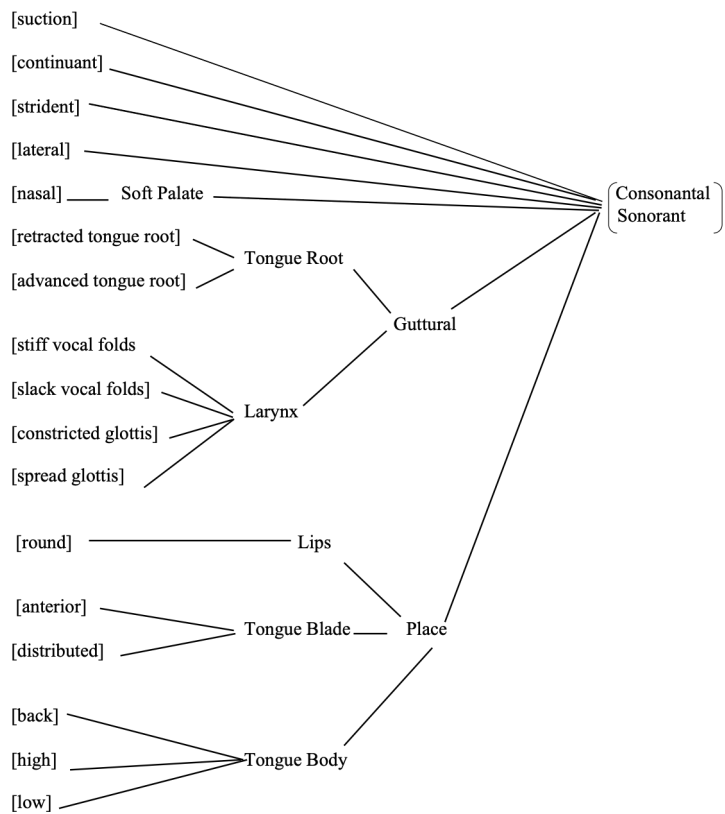 [suction]
[continuant]
[strident]
[lateral]
[nasal] Soft Palate
Consonantal
Sonorant
[retracted tongue root]
Tongue Root
[advanced tongue root]
Guttural
[stiff vocal folds
[slack vocal folds]
Larynx
[constricted glottis]
[spread glottis]
[round] Lips
[anterior]
Tongue Blade Place
[distributed]
[back]
[high] Tongue Body
[low]